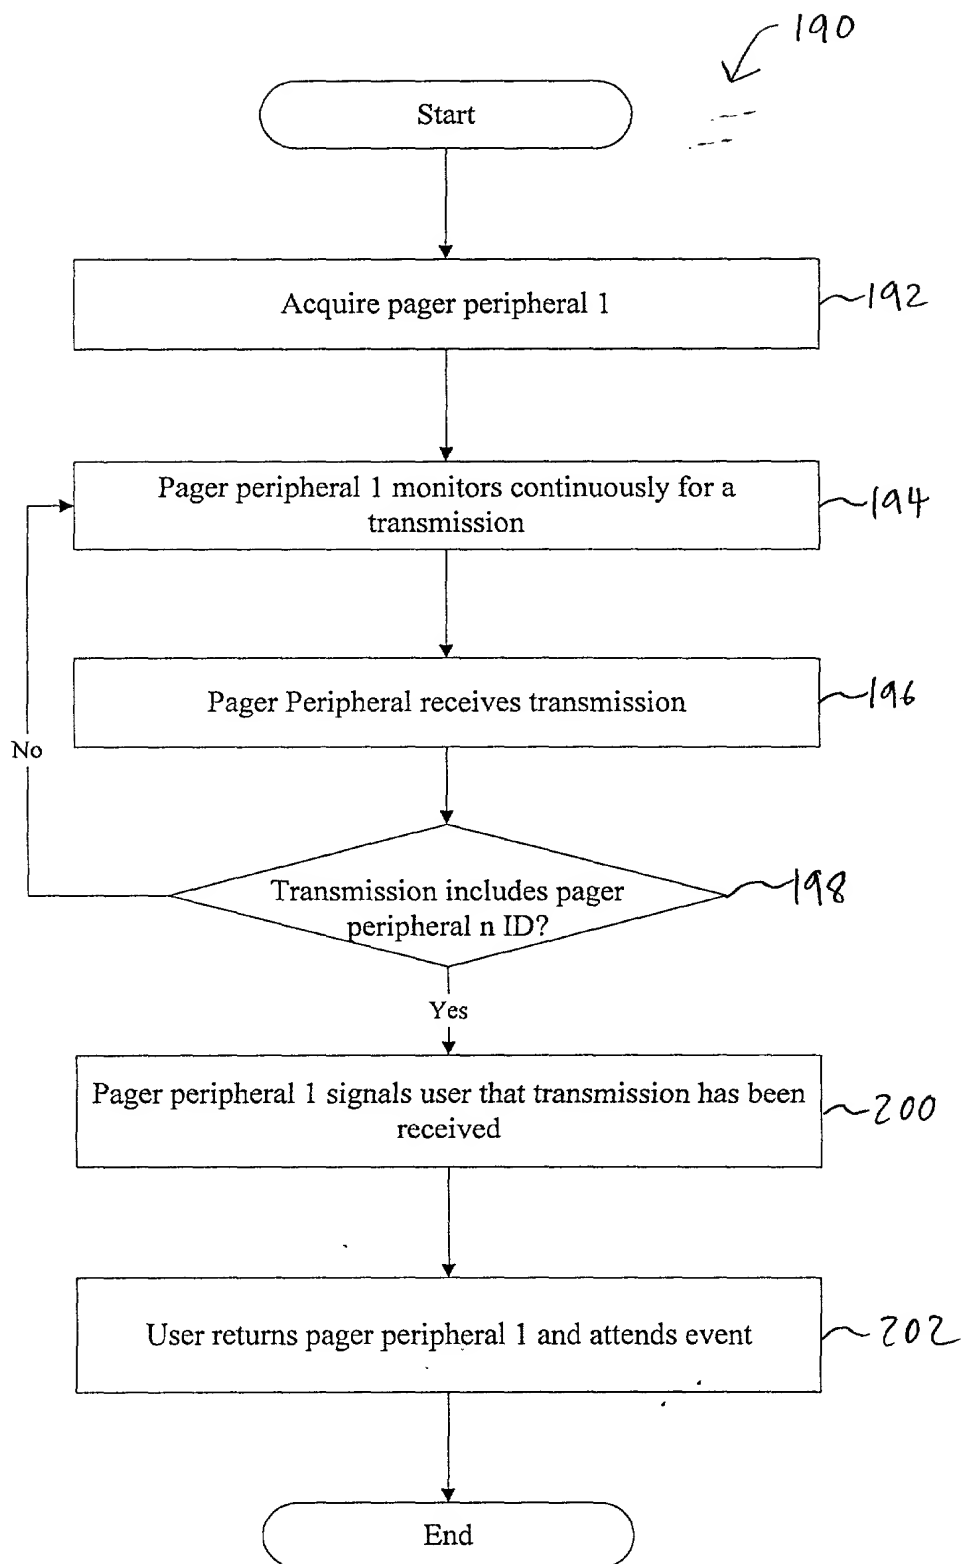 190
Start
Acquire pager peripheral 1
192
Pager peripheral 1 monitors continuously for a
transmission
194
Pager Peripheral receives transmission
196
No
Transmission includes pager
peripheral n ID?
198
Yes
Pager peripheral 1 signals user that transmission has been
received
200
User returns pager peripheral 1 and attends event
202
End